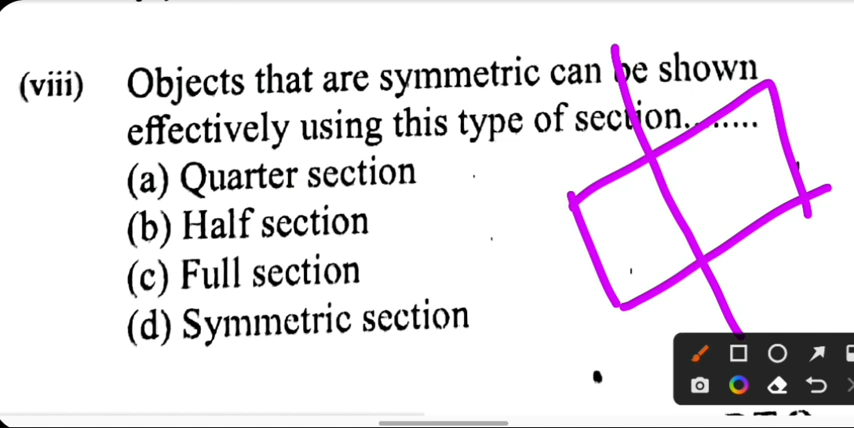 (viii) Objects that are symmetric can be shown
effectively using this type of section........
(a) Quarter section
(b) Half section
(c) Full section
(d) Symmetric section